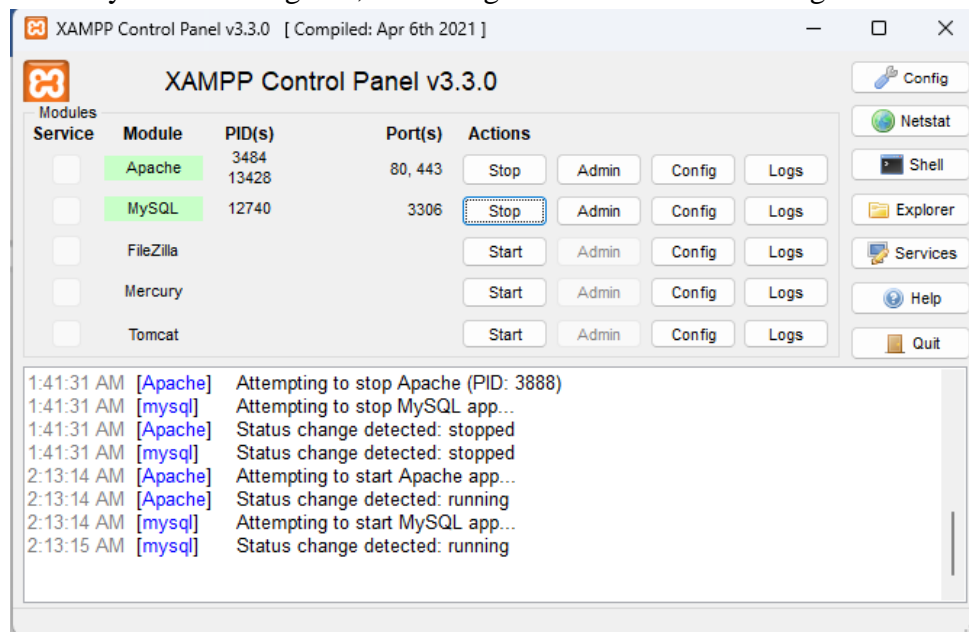 XAMPP Control Panel v3.3.0 [ Compiled: Apr 6th 2021 ]
XAMPP Control Panel v3.3.0
Config
Modules
Service Module PID(s) Port(s) Actions
Netstat
Apache 3484 13428 80, 443 Stop Admin Config Logs
Shell
MySQL 12740 3306 Stop Admin Config Logs
Explorer
FileZilla Start Admin Config Logs
Services
Mercury Start Admin Config Logs
Help
Tomcat Start Admin Config Logs
Quit
1:41:31 AM [Apache] Attempting to stop Apache (PID: 3888)
1:41:31 AM [mysql] Attempting to stop MySQL app...
1:41:31 AM [Apache] Status change detected: stopped
1:41:31 AM [mysql] Status change detected: stopped
2:13:14 AM [Apache] Attempting to start Apache app...
2:13:14 AM [Apache] Status change detected: running
2:13:14 AM [mysql] Attempting to start MySQL app...
2:13:15 AM [mysql] Status change detected: running